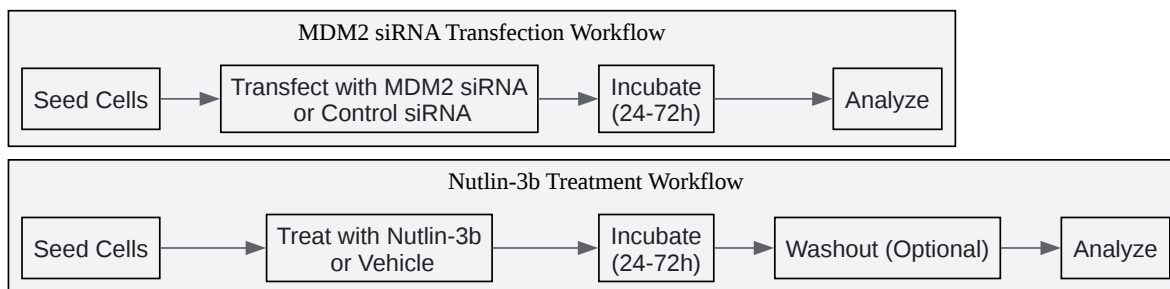 MDM2 siRNA Transfection Workflow
Seed Cells
Transfect with MDM2 siRNA
or Control siRNA
Incubate
(24-72h)
Analyze
Nutlin-3b Treatment Workflow
Seed Cells
Treat with Nutlin-3b
or Vehicle
Incubate
(24-72h)
Washout (Optional)
Analyze